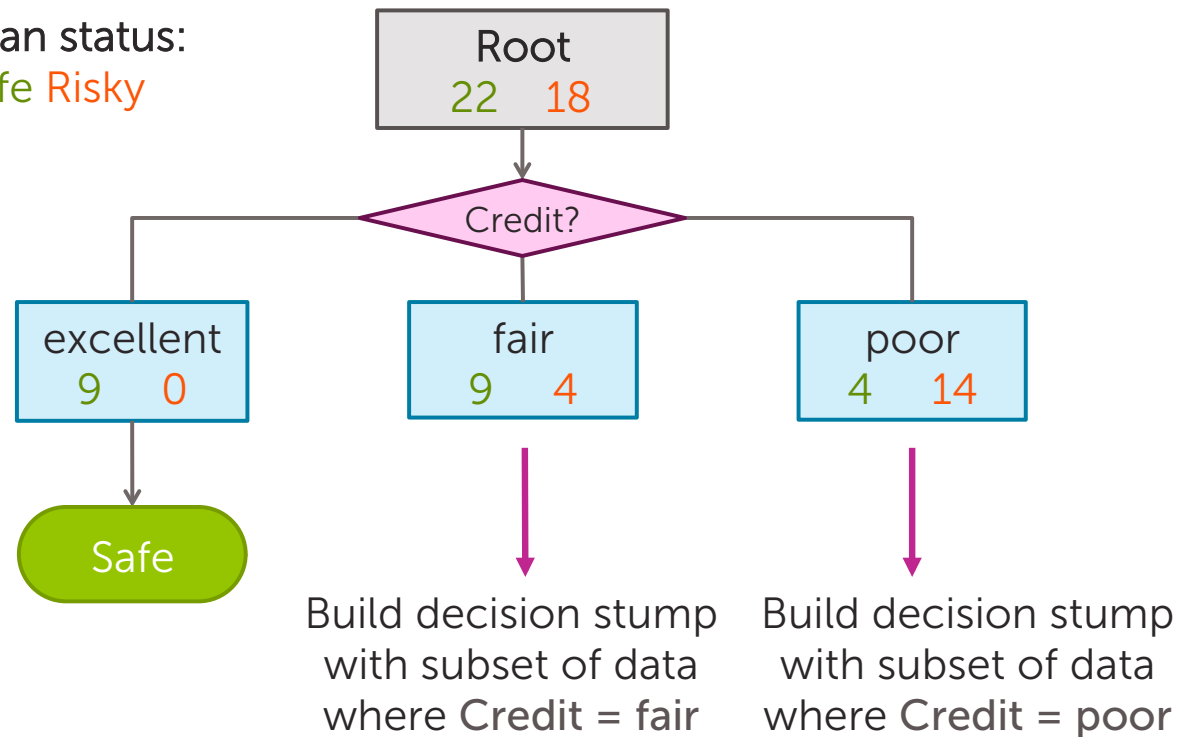 an status:
fe Risky
Root
22 18
Credit?
excellent
9 0
fair
9 4
poor
4 14
Safe
Build decision stump
with subset of data
where Credit = fair
Build decision stump
with subset of data
where Credit = poor